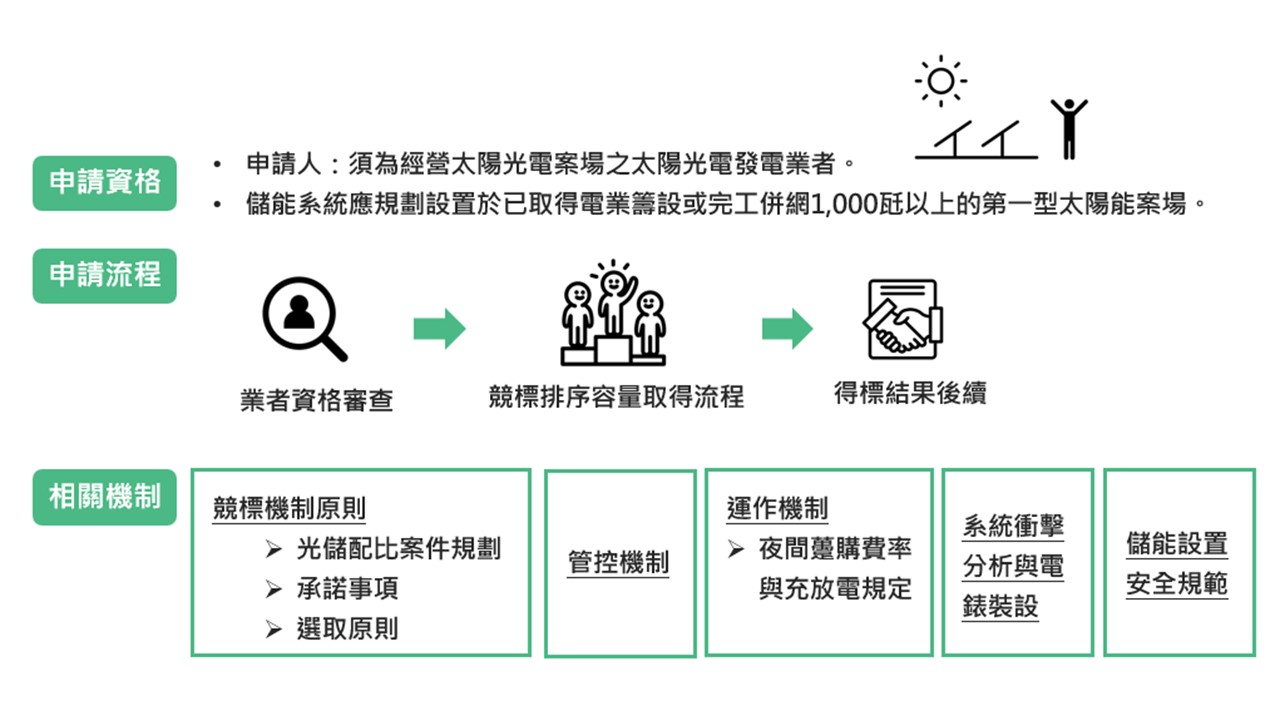 申請資格
• 申請人：須為經營太陽光電案場之太陽光電發電業者。
• 儲能系統應規劃設置於已取得電業籌設或完工併網1,000瓩以上的第一型太陽能案場。
申請流程
業者資格審查
競標排序容量取得流程
得標結果後續
相關機制
競標機制原則
➢ 光儲配比案件規劃
➢ 承諾事項
➢ 選取原則
管控機制
運作機制
➢ 夜間躉購費率
與充放電規定
系統衝擊
分析與電
錶裝設
儲能設置
安全規範